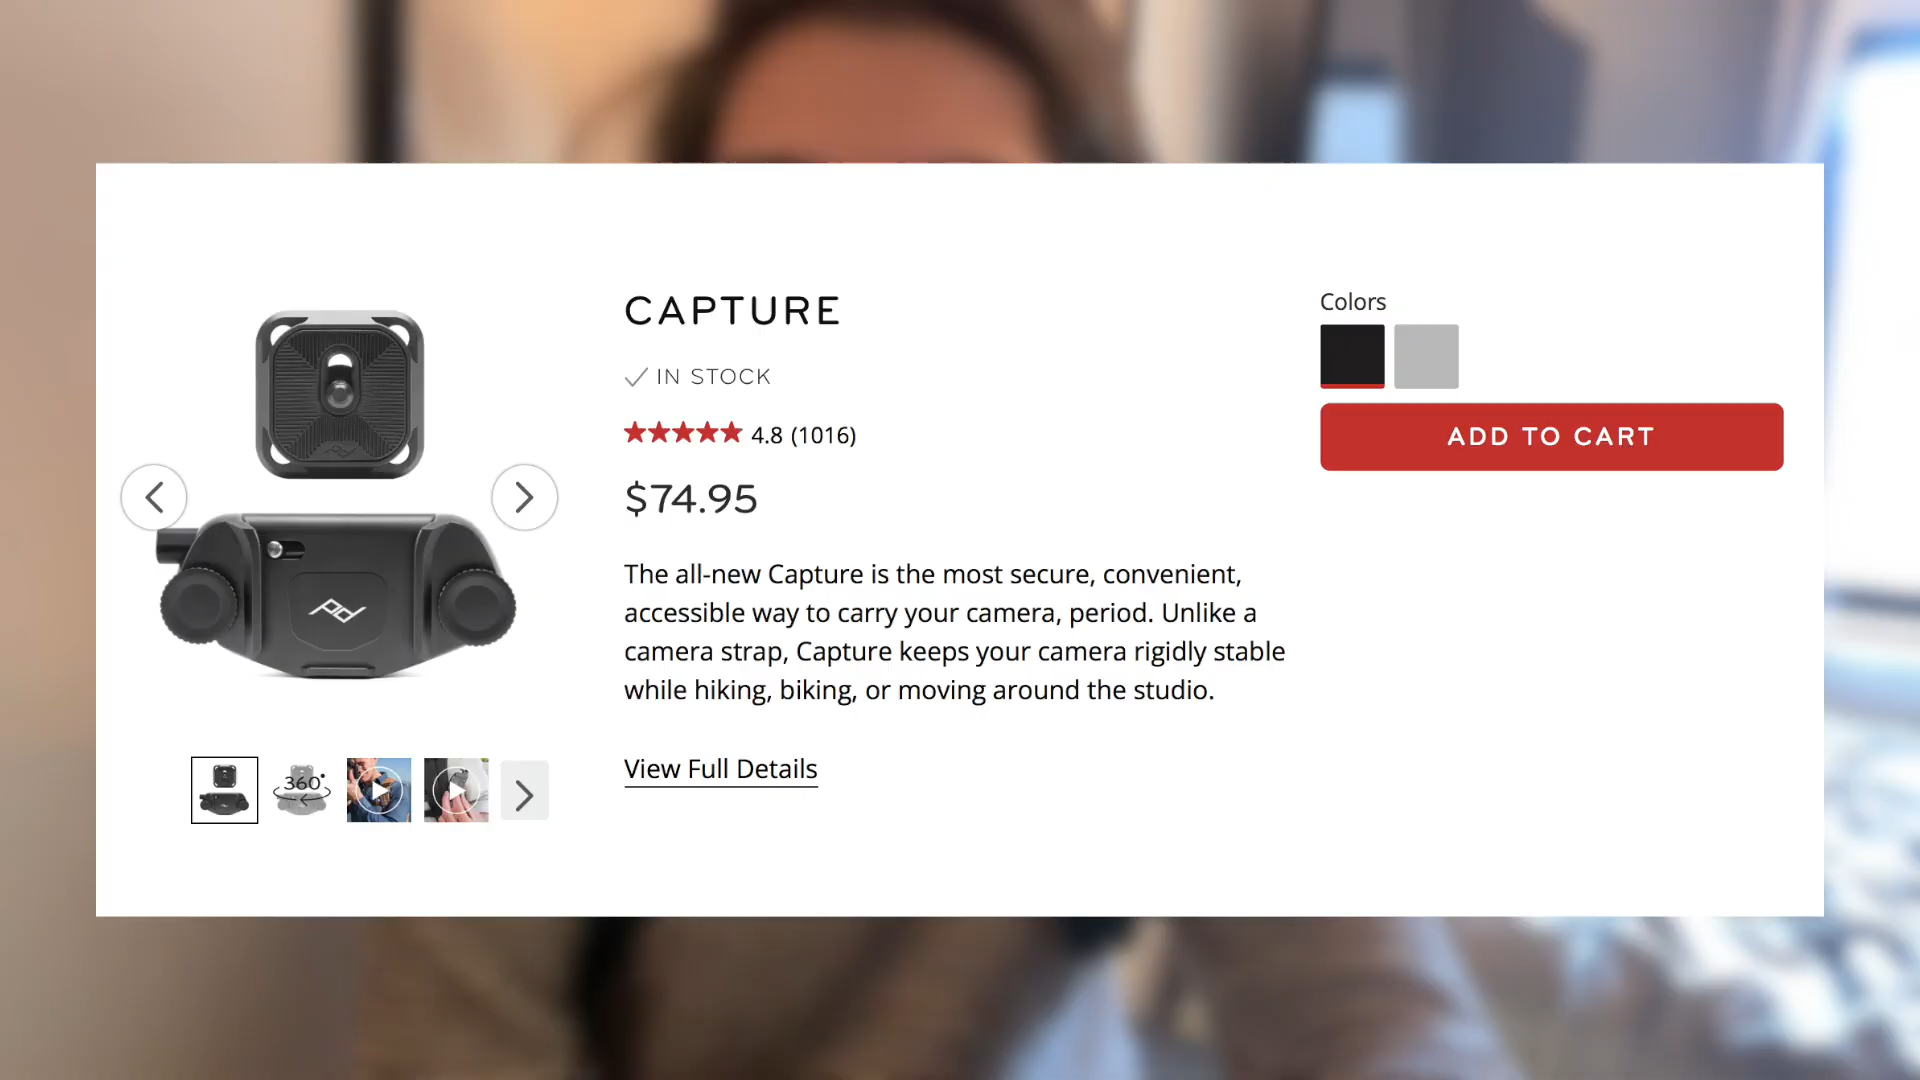 CAPTURE
IN STOCK
4.8 (1016)
$74.95
The all-new Capture is the most secure, convenient,
accessible way to carry your camera, period. Unlike a
camera strap, Capture keeps your camera rigidly stable
while hiking, biking, or moving around the studio.
View Full Details
Colors
ADD TO CART
pd
360°